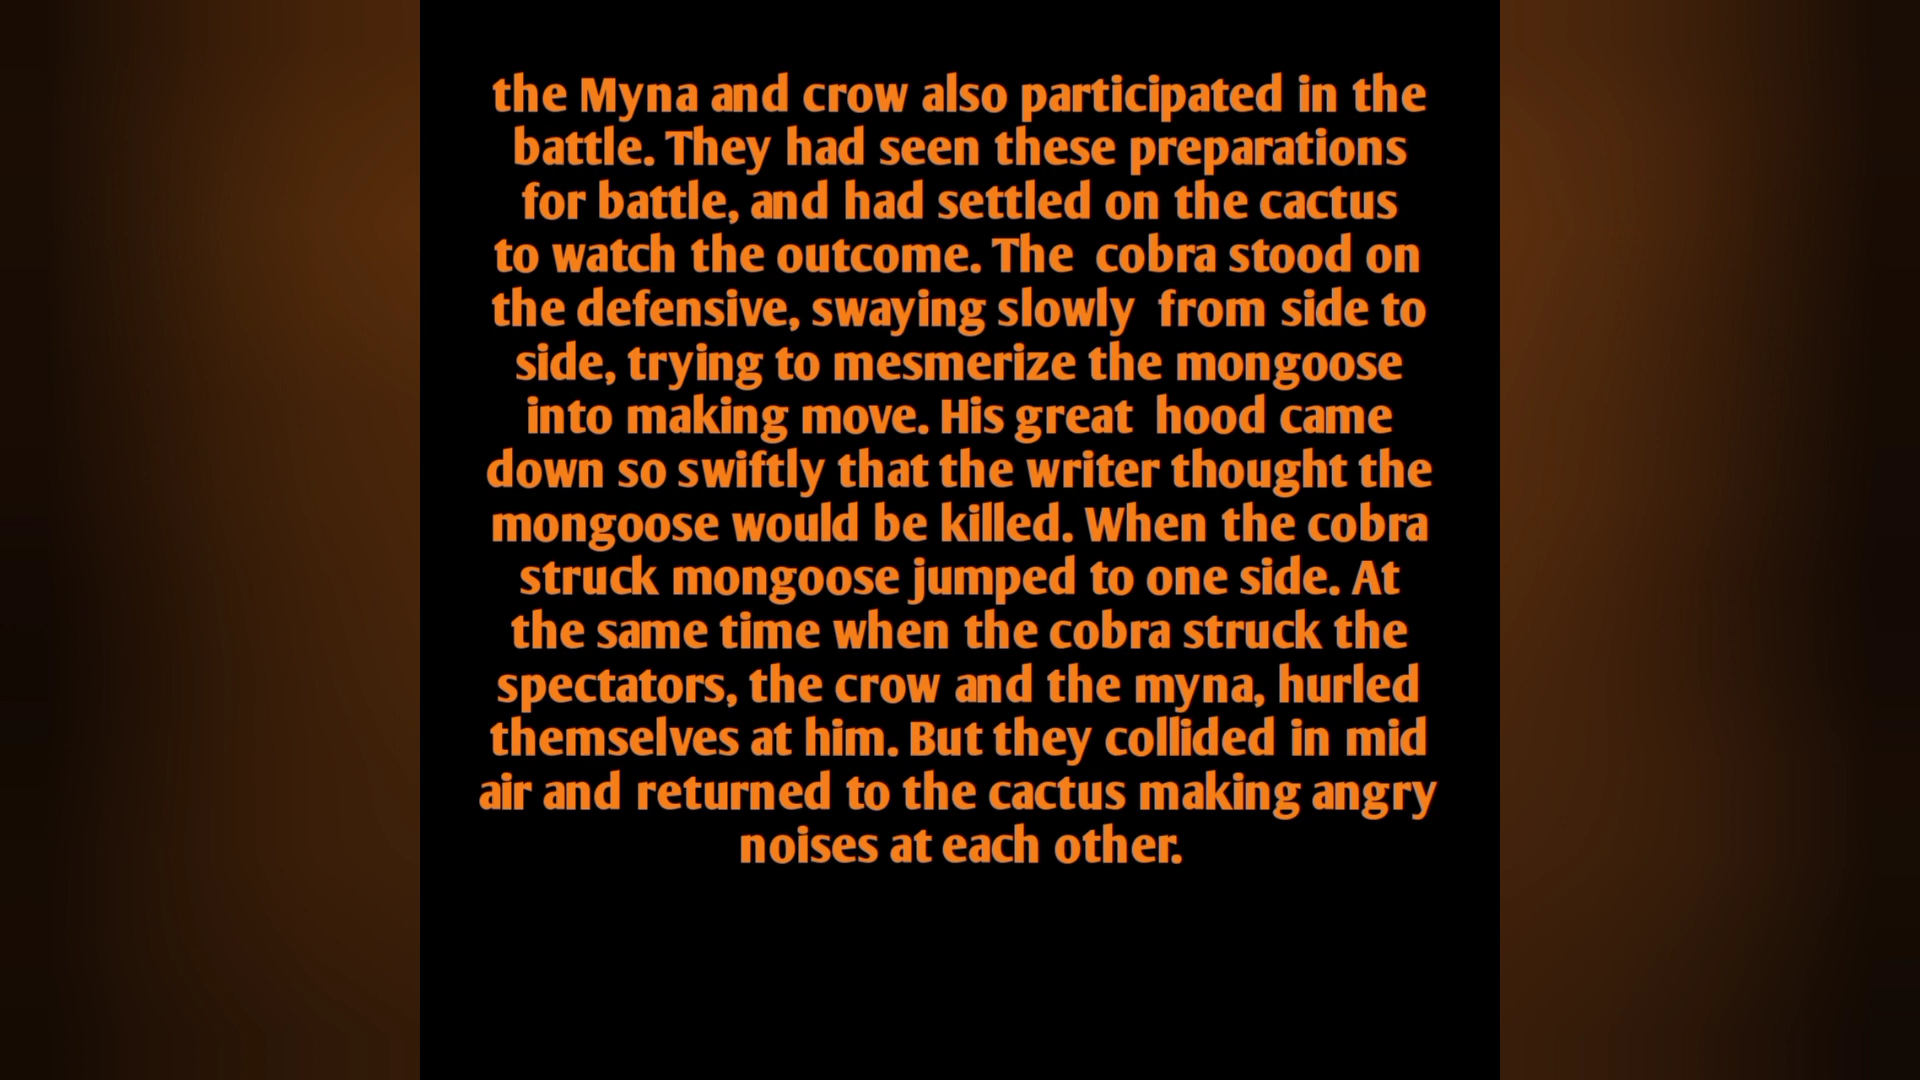 the Myna and crow also participated in the
battle. They had seen these preparations
for battle, and had settled on the cactus
to watch the outcome. The  cobra stood on
the defensive, swaying slowly  from side to
side, trying to mesmerize the mongoose
into making move. His great  hood came
down so swiftly that the writer thought the
mongoose would be killed. When the cobra
struck mongoose jumped to one side. At
the same time when the cobra struck the
spectators, the crow and the myna, hurled
themselves at him. But they collided in mid
air and returned to the cactus making angry
noises at each other.